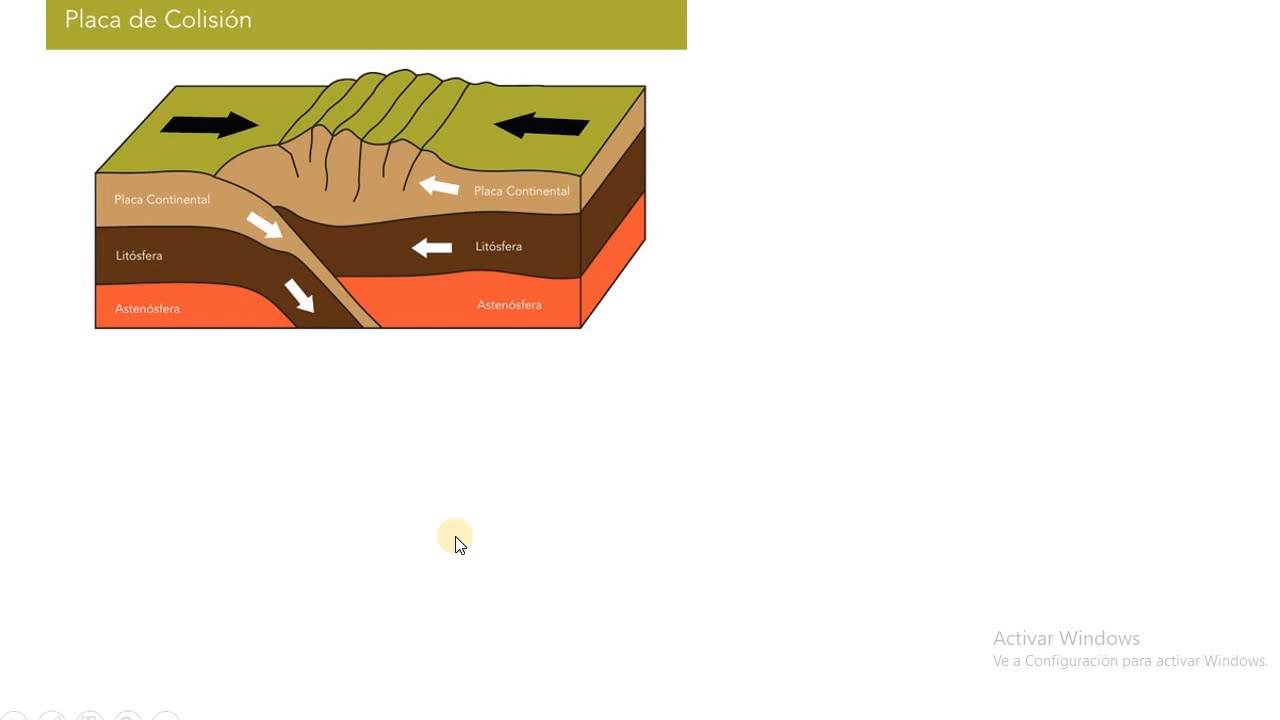 Placa de Colisión
Placa Continental
Placa Continental
Litósfera
Litósfera
Astenósfera
Astenósfera
Activar Windows
Ve a Configuración para activar Windows.